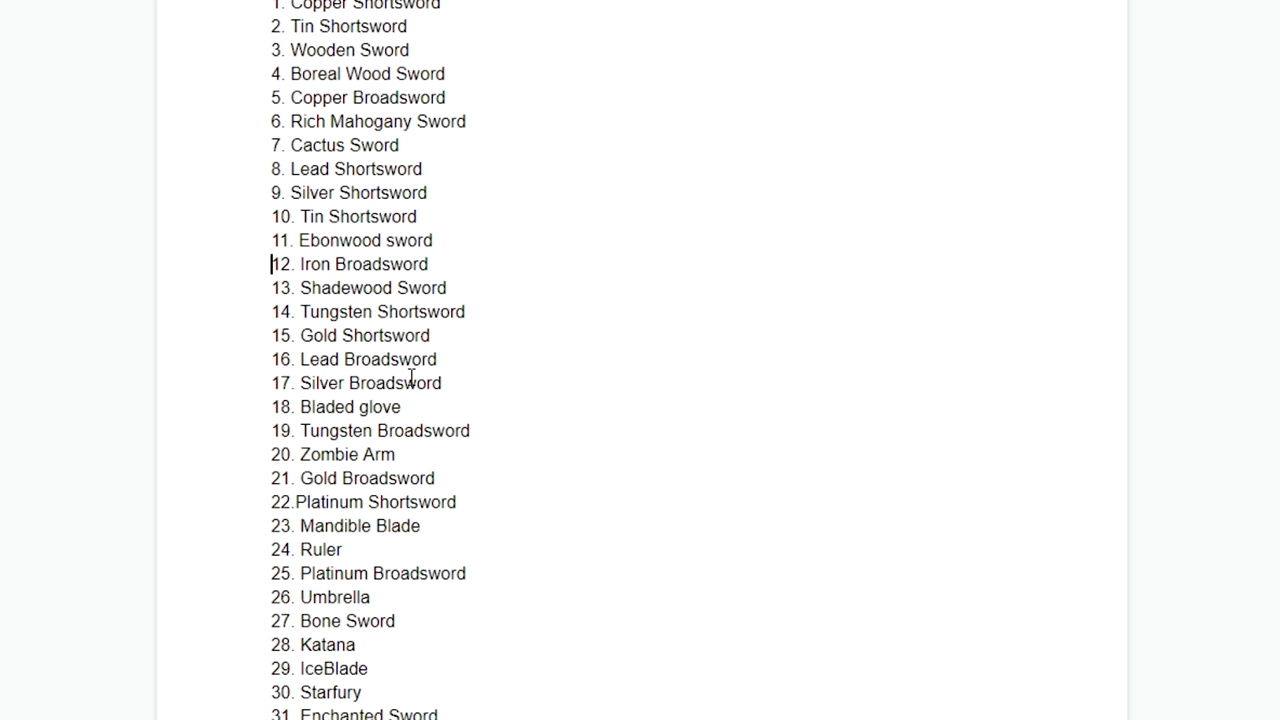 1. Copper Shortsword
2. Tin Shortsword
3. Wooden Sword
4. Boreal Wood Sword
5. Copper Broadsword
6. Rich Mahogany Sword
7. Cactus Sword
8. Lead Shortsword
9. Silver Shortsword
10. Tin Shortsword
11. Ebonwood sword
12. Iron Broadsword
13. Shadewood Sword
14. Tungsten Shortsword
15. Gold Shortsword
16. Lead Broadsword
17. Silver Broadsword
18. Bladed glove
19. Tungsten Broadsword
20. Zombie Arm
21. Gold Broadsword
22.Platinum Shortsword
23. Mandible Blade
24. Ruler
25. Platinum Broadsword
26. Umbrella
27. Bone Sword
28. Katana
29. IceBlade
30. Starfury
31. Enchanted Sword